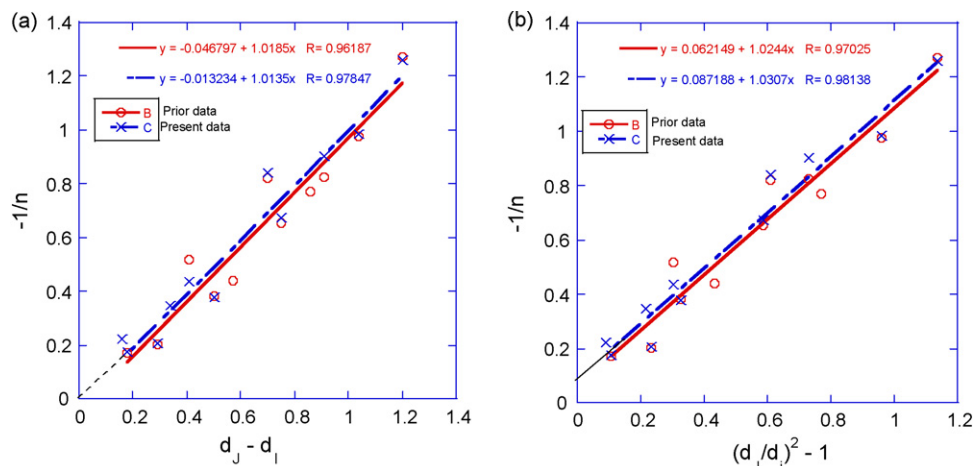 (a)
y = -0.046797 + 1.0185x R= 0.96187
y = -0.013234 + 1.0135x R= 0.97847
B Prior data
C Present data
-1/n
1.4
1.2
1
0.8
0.6
0.4
0.2
0
0 0.2 0.4 0.6 0.8 1 1.2 1.4
d_J - d_I
(b)
y = 0.062149 + 1.0244x R= 0.97025
y = 0.087188 + 1.0307x R= 0.98138
B Prior data
C Present data
-1/n
1.4
1.2
1
0.8
0.6
0.4
0.2
0
0 0.2 0.4 0.6 0.8 1 1.2
(d_J/d_i)² - 1